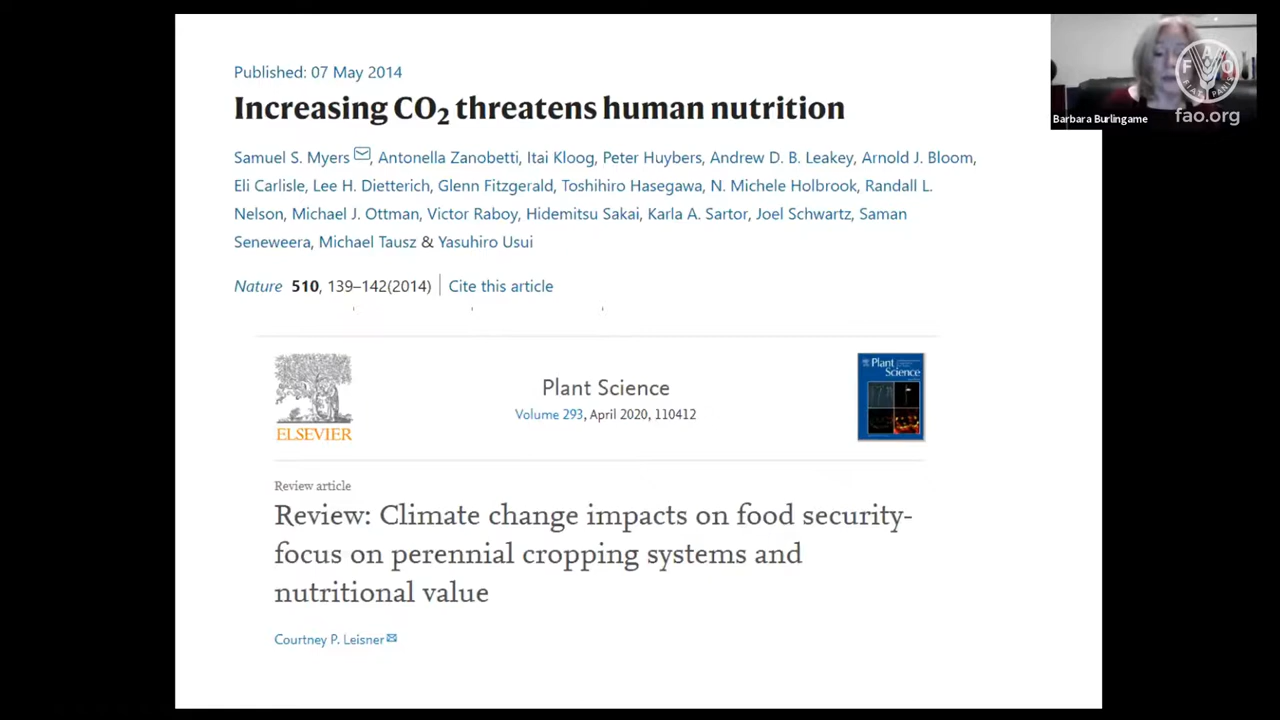 Published: 07 May 2014
Increasing CO₂ threatens human nutrition
Samuel S. Myers, Antonella Zanobetti, Itai Kloog, Peter Huybers, Andrew D. B. Leakey, Arnold J. Bloom,
Eli Carlisle, Lee H. Dietterich, Glenn Fitzgerald, Toshihiro Hasegawa, N. Michele Holbrook, Randall L.
Nelson, Michael J. Ottman, Victor Raboy, Hidemitsu Sakai, Karla A. Sartor, Joel Schwartz, Saman
Seneweera, Michael Tausz & Yasuhiro Usui
Nature 510, 139–142(2014) Cite this article
ELSEVIER
Plant Science
Volume 293, April 2020, 110412
Plant
Science
Review article
Review: Climate change impacts on food security-
focus on perennial cropping systems and
nutritional value
Courtney P. Leisner
Barbara Burlingame
F A O
FIAT PANIS
fao.org